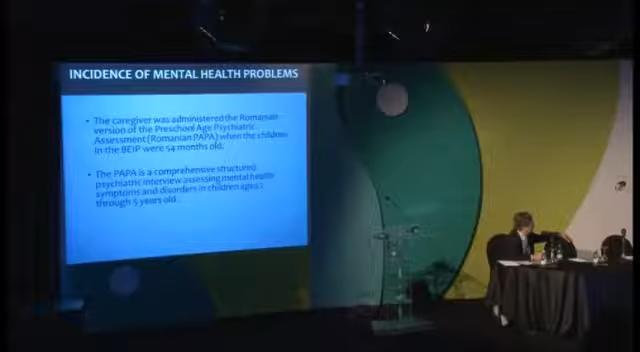 INCIDENCE OF MENTAL HEALTH PROBLEMS
• The caregiver was administered the Romanian
version of the Preschool Age Psychiatric
Assessment (Romanian PAPA) when the children
in the BEIP were 54 months old.
• The PAPA is a comprehensive structured
psychiatric interview assessing mental health
symptoms and disorders in children ages 2
through 5 years old.